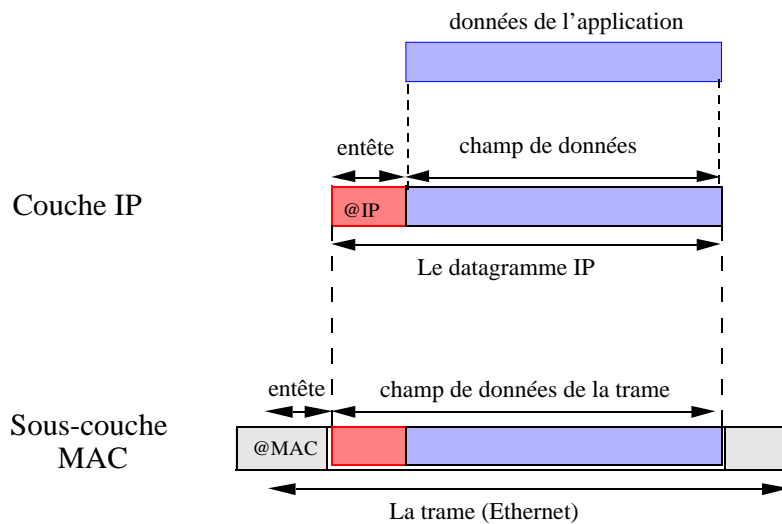 données de l’application
entête
champ de données
Couche IP
@IP
Le datagramme IP
entête
champ de données de la trame
Sous-couche
MAC
@MAC
La trame (Ethernet)